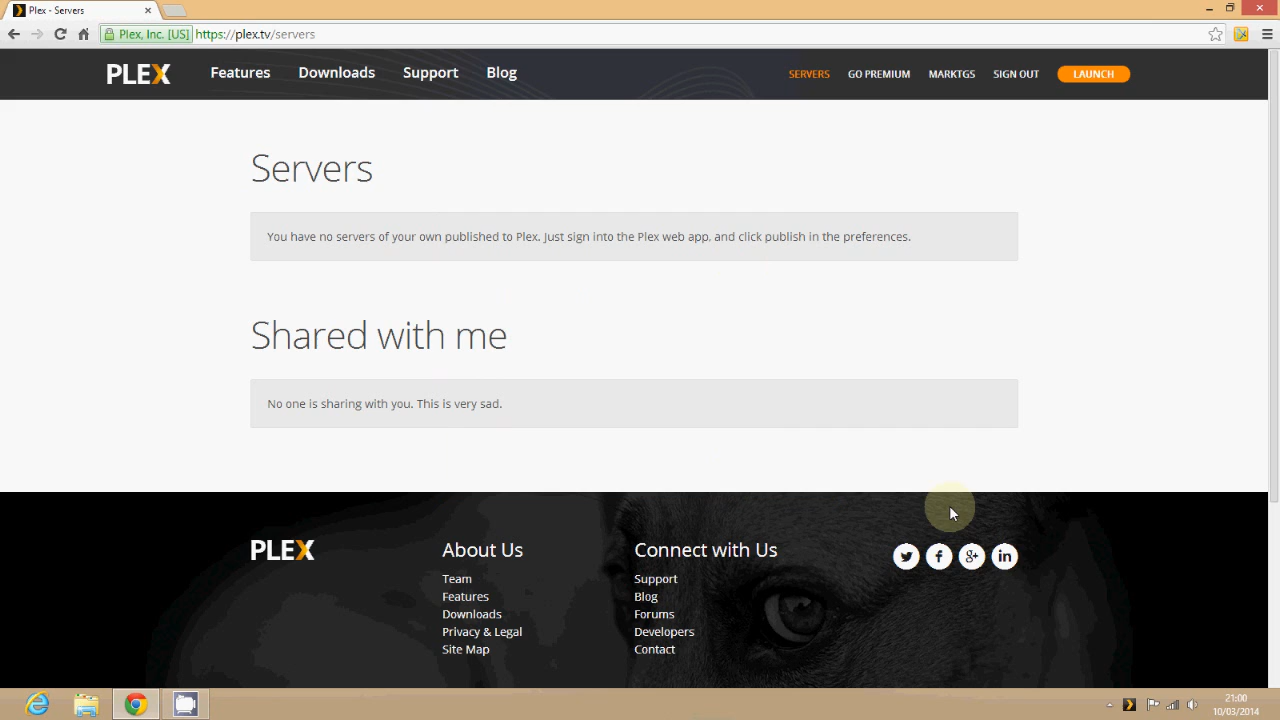 Plex - Servers
Plex, Inc. [US] https://plex.tv/servers
PLEX Features Downloads Support Blog SERVERS GO PREMIUM MARKTGS SIGN OUT LAUNCH
Servers
You have no servers of your own published to Plex. Just sign into the Plex web app, and click publish in the preferences.
Shared with me
No one is sharing with you. This is very sad.
PLEX
About Us
Team
Features
Downloads
Privacy & Legal
Site Map
Connect with Us
Support
Blog
Forums
Developers
Contact
21:00
10/03/2014